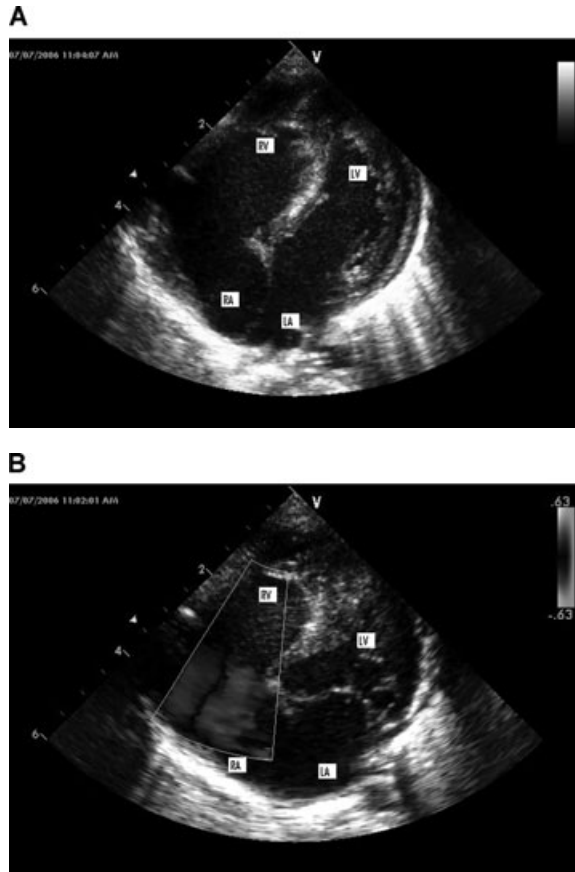 A
07/07/2006 11:04:07 AM
V
2
RV
LV
4
6
RA
LA
B
07/07/2006 11:02:01 AM
V
.63
2
RV
-.63
LV
4
6
RA
LA